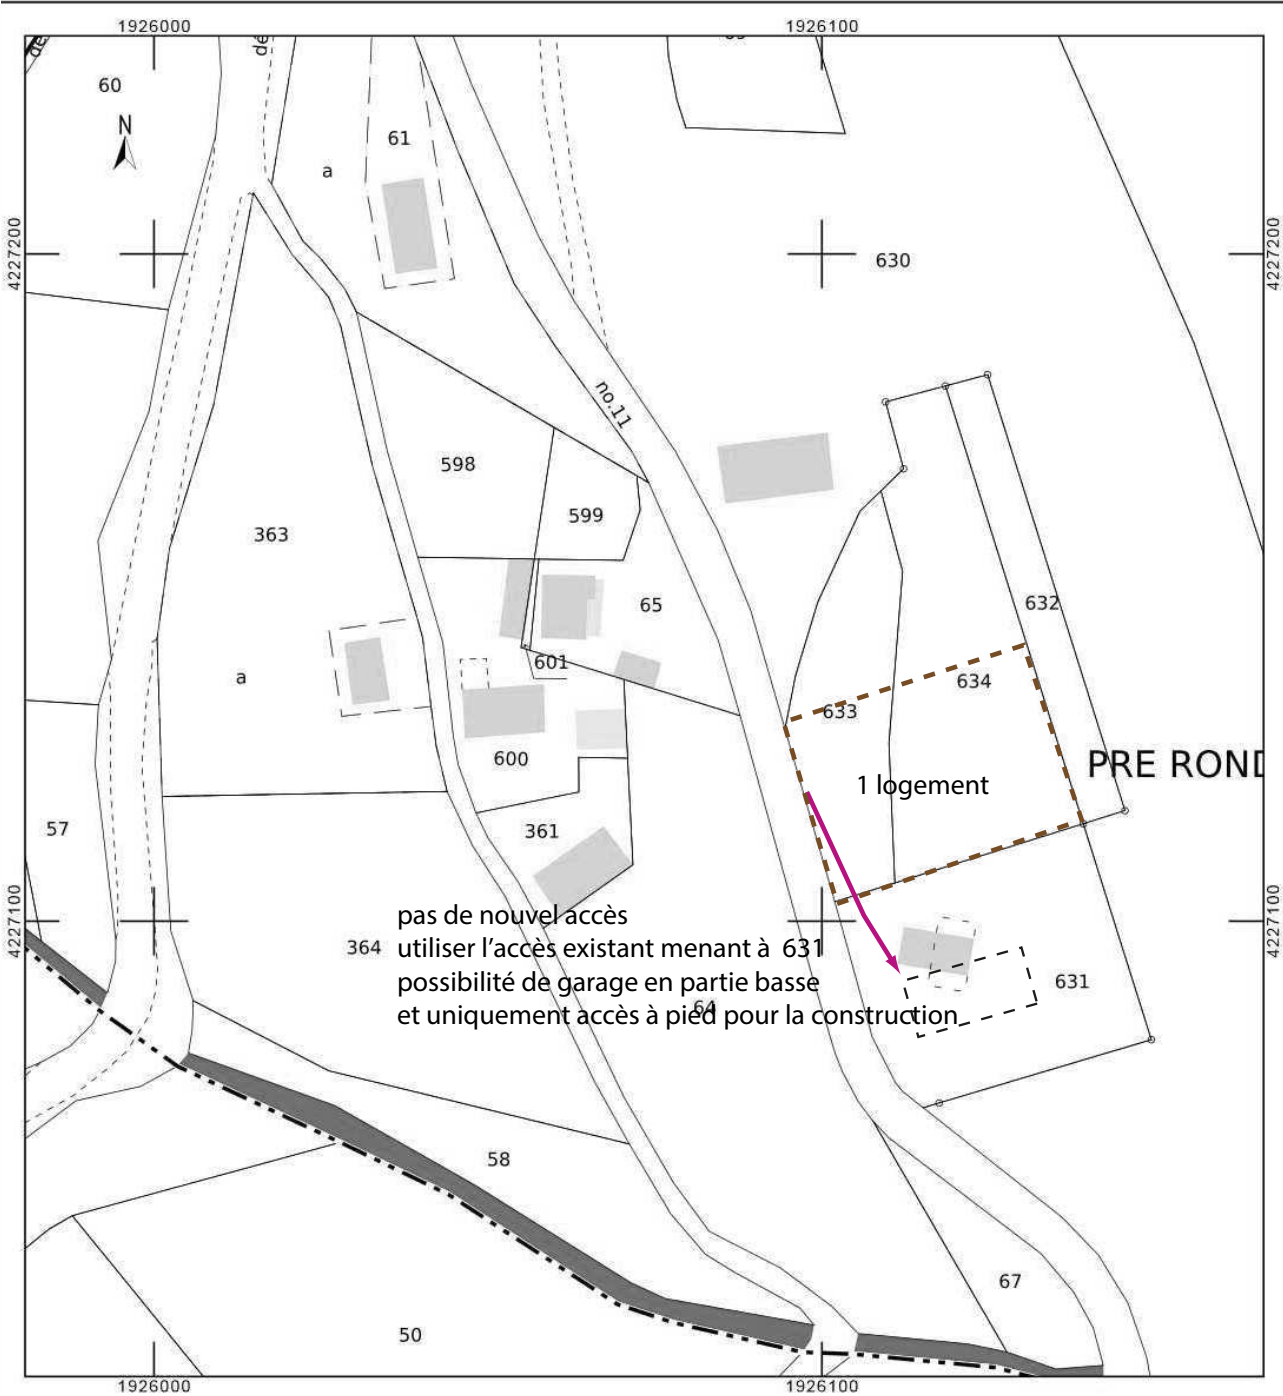 1926000
1926100
dé
dé
60
N
61
a
4227200
4227200
630
no.11
598
599
363
65
632
601
a
634
633
600
PRE ROND
1 logement
57
361
pas de nouvel accès
4227100
4227100
364
utiliser l'accès existant menant à 631
possibilité de garage en partie basse
631
64
et uniquement accès à pied pour la construction
58
67
50
1926000
1926100